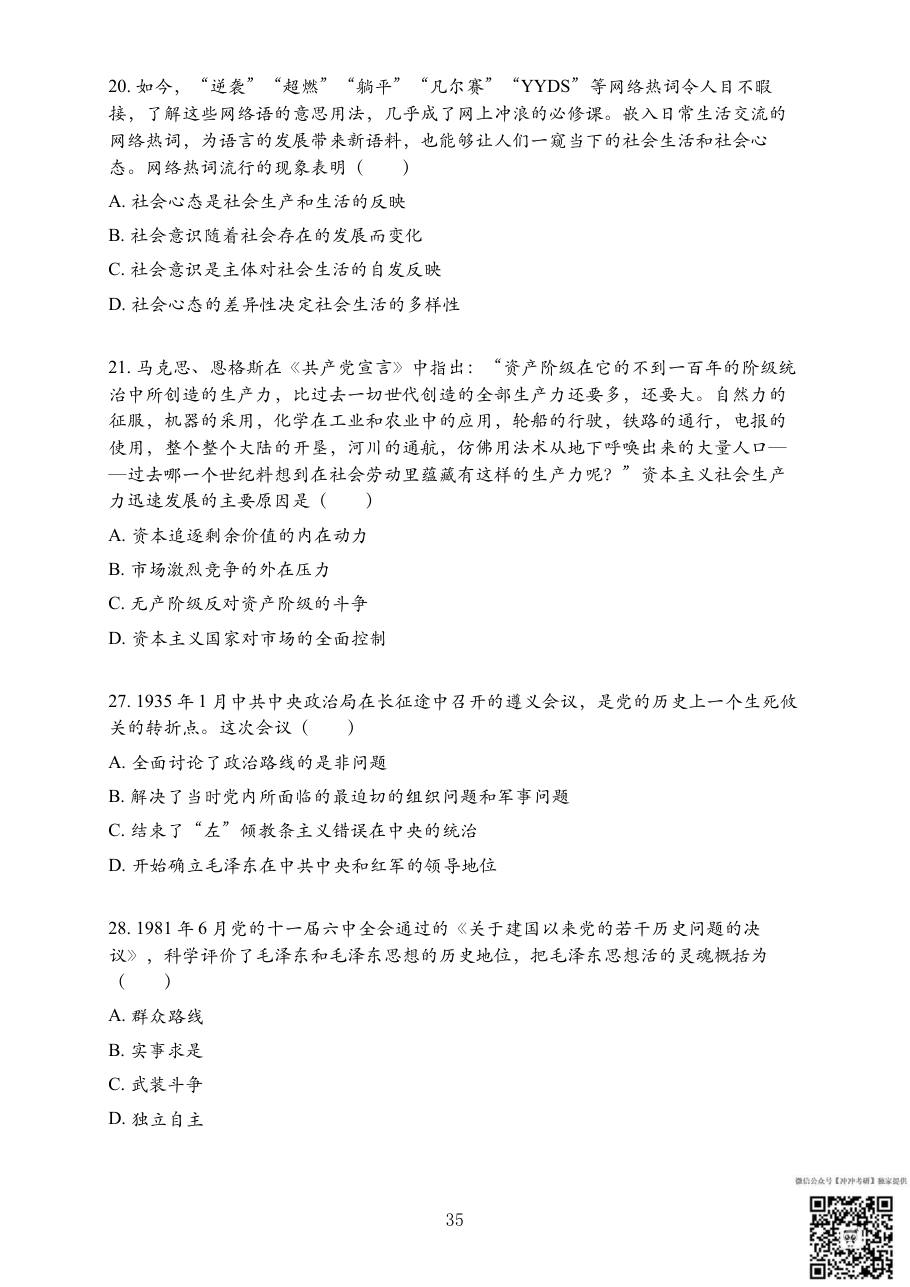 20. 如今，“逆袭”“超燃”“躺平”“凡尔赛”“YYDS”等网络热词令人目不暇
接，了解这些网络语的意思用法，几乎成了网上冲浪的必修课。嵌入日常生活交流的
网络热词，为语言的发展带来新语料，也能够让人们一窥当下的社会生活和社会心
态。网络热词流行的现象表明（　　）
A. 社会心态是社会生产和生活的反映
B. 社会意识随着社会存在的发展而变化
C. 社会意识是主体对社会生活的自发反映
D. 社会心态的差异性决定社会生活的多样性
21. 马克思、恩格斯在《共产党宣言》中指出：“资产阶级在它的不到一百年的阶级统
治中所创造的生产力，比过去一切世代创造的全部生产力还要多，还要大。自然力的
征服，机器的采用，化学在工业和农业中的应用，轮船的行驶，铁路的通行，电报的
使用，整个整个大陆的开垦，河川的通航，仿佛用法术从地下呼唤出来的大量人口—
—过去哪一个世纪料想到在社会劳动里蕴藏有这样的生产力呢？”资本主义社会生产
力迅速发展的主要原因是（　　）
A. 资本追逐剩余价值的内在动力
B. 市场激烈竞争的外在压力
C. 无产阶级反对资产阶级的斗争
D. 资本主义国家对市场的全面控制
27. 1935 年 1 月中共中央政治局在长征途中召开的遵义会议，是党的历史上一个生死攸
关的转折点。这次会议（　　）
A. 全面讨论了政治路线的是非问题
B. 解决了当时党内所面临的最迫切的组织问题和军事问题
C. 结束了“左”倾教条主义错误在中央的统治
D. 开始确立毛泽东在中共中央和红军的领导地位
28. 1981 年 6 月党的十一届六中全会通过的《关于建国以来党的若干历史问题的决
议》，科学评价了毛泽东和毛泽东思想的历史地位，把毛泽东思想活的灵魂概括为
（　　）
A. 群众路线
B. 实事求是
C. 武装斗争
D. 独立自主
微信公众号【冲冲考研】独家提供
35